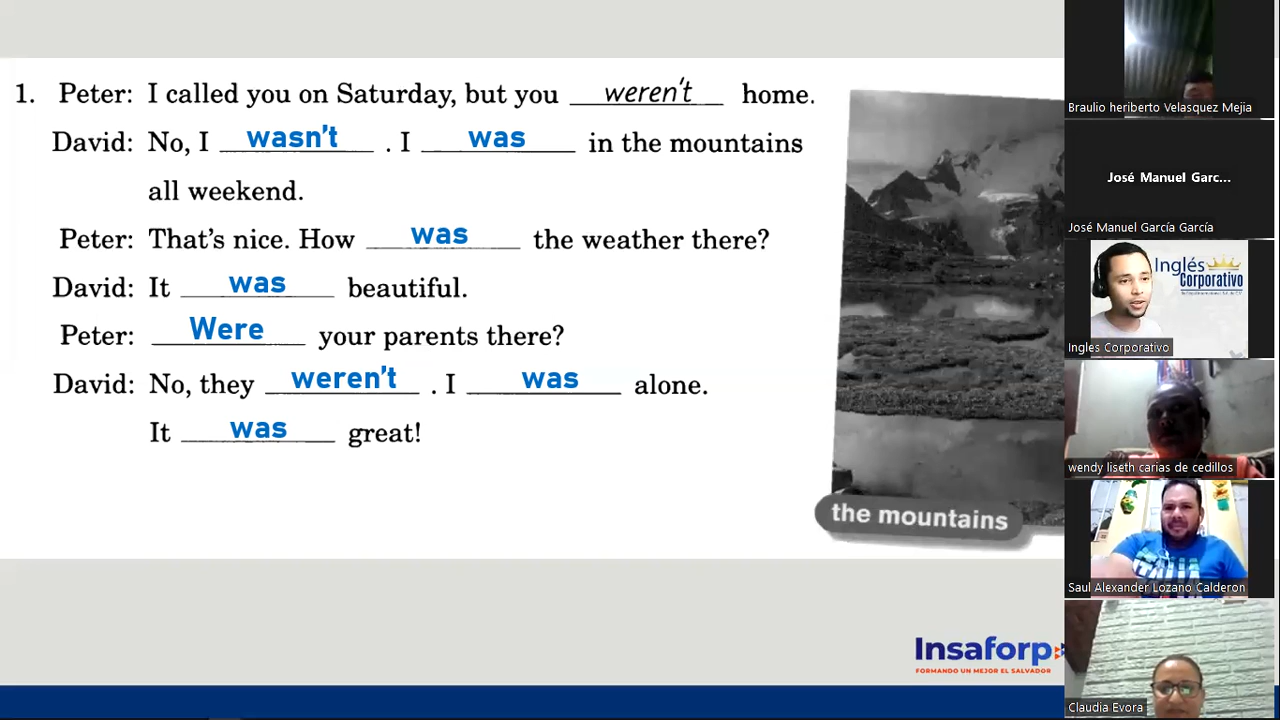 1. Peter: I called you on Saturday, but you weren't home.
David: No, I wasn't . I was in the mountains
all weekend.
Peter: That's nice. How was the weather there?
David: It was beautiful.
Peter: Were your parents there?
David: No, they weren't . I was alone.
It was great!
the mountains
Insaforp
FORMANDO UN MEJOR EL SALVADOR
Braulio heriberto Velasquez Mejia
José Manuel Garc...
José Manuel García García
Inglés
Corporativo
Ingles Corporativo
wendy liseth carias de cedillos
Saul Alexander Lozano Calderon
Claudia Evora